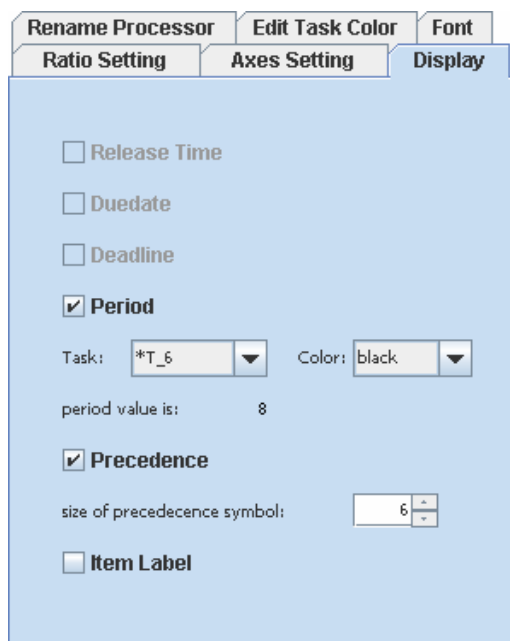 Rename Processor Edit Task Color Font
Ratio Setting Axes Setting Display
Release Time
Duedate
Deadline
Period
Task: *T_6 Color: black
period value is: 8
Precedence
size of precedecence symbol: 6
Item Label